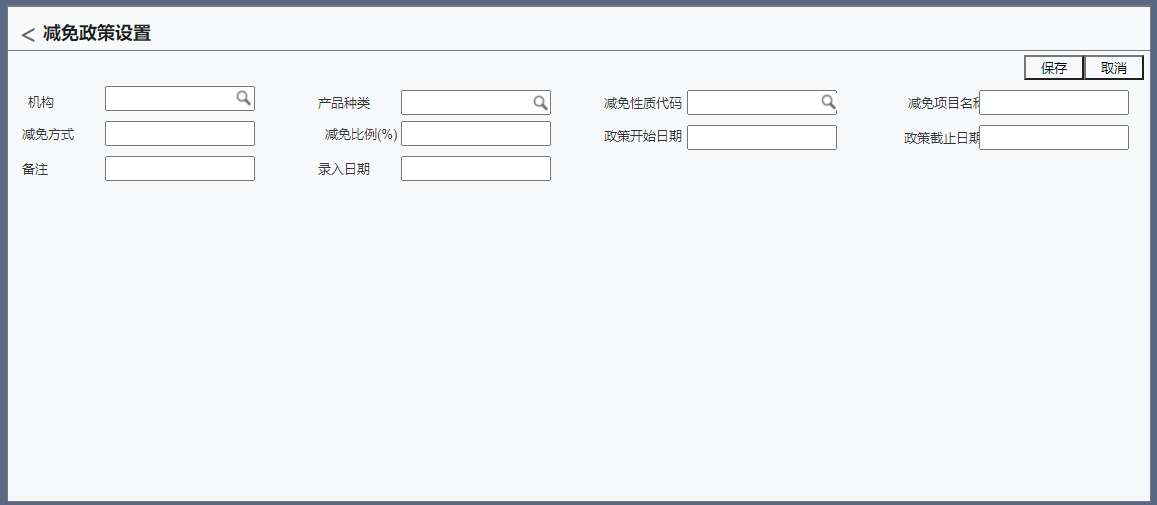 < 减免政策设置
保存 取消
机构 产品种类 减免性质代码 减免项目名称
减免方式 减免比例(%) 政策开始日期 政策截止日期
备注 录入日期